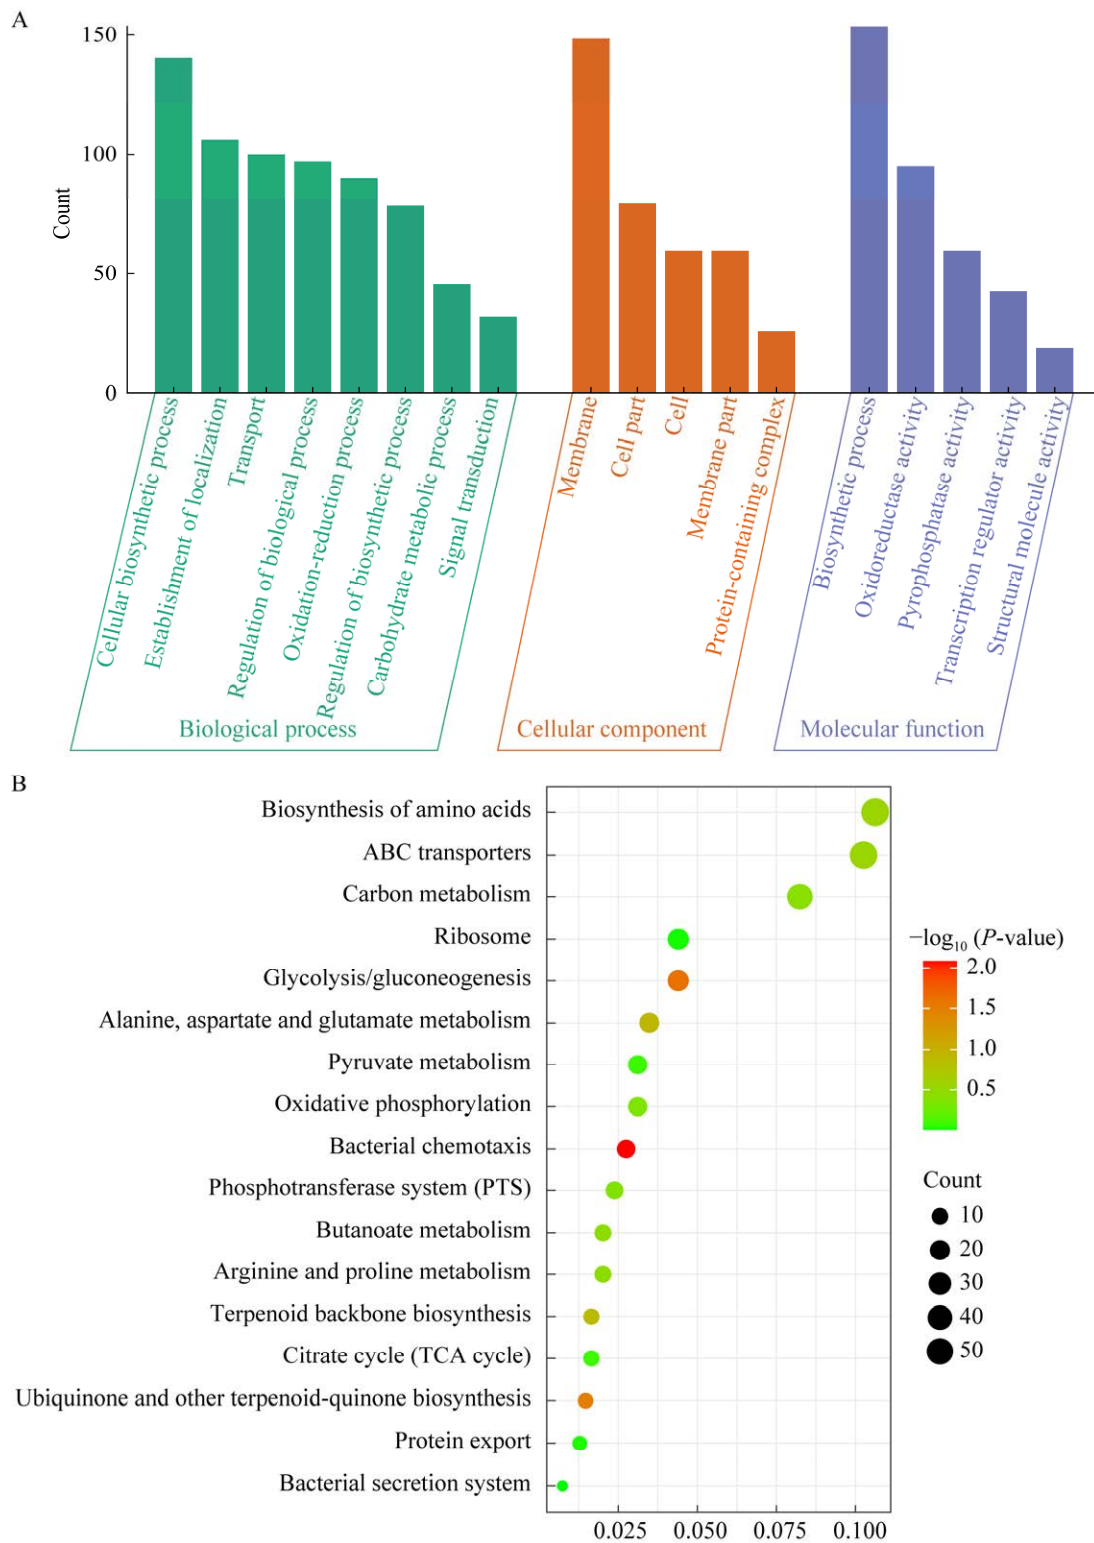 A
150
100
50
0
Count
Cellular biosynthetic process
Establishment of localization
Transport
Regulation of biological process
Oxidation-reduction process
Regulation of biosynthetic process
Carbohydrate metabolic process
Signal transduction
Membrane
Cell part
Cell
Membrane part
Protein-containing complex
Biosynthetic process
Oxidoreductase activity
Pyrophosphatase activity
Transcription regulator activity
Structural molecule activity
Biological process
Cellular component
Molecular function
B
Biosynthesis of amino acids
ABC transporters
Carbon metabolism
Ribosome
Glycolysis/gluconeogenesis
Alanine, aspartate and glutamate metabolism
Pyruvate metabolism
Oxidative phosphorylation
Bacterial chemotaxis
Phosphotransferase system (PTS)
Butanoate metabolism
Arginine and proline metabolism
Terpenoid backbone biosynthesis
Citrate cycle (TCA cycle)
Ubiquinone and other terpenoid-quinone biosynthesis
Protein export
Bacterial secretion system
0.025 0.050 0.075 0.100
−log₁₀ (P-value)
2.0
1.5
1.0
0.5
Count
10
20
30
40
50